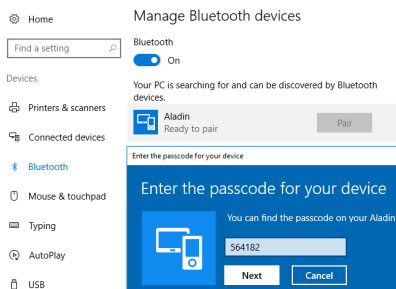 Home
Find a setting
Devices
Printers & scanners
Connected devices
Bluetooth
Mouse & touchpad
Typing
AutoPlay
USB
Manage Bluetooth devices
Bluetooth
On
Your PC is searching for and can be discovered by Bluetooth
devices.
Aladin
Ready to pair
Pair
Enter the passcode for your device
Enter the passcode for your device
You can find the passcode on your Aladin
564182
Next
Cancel